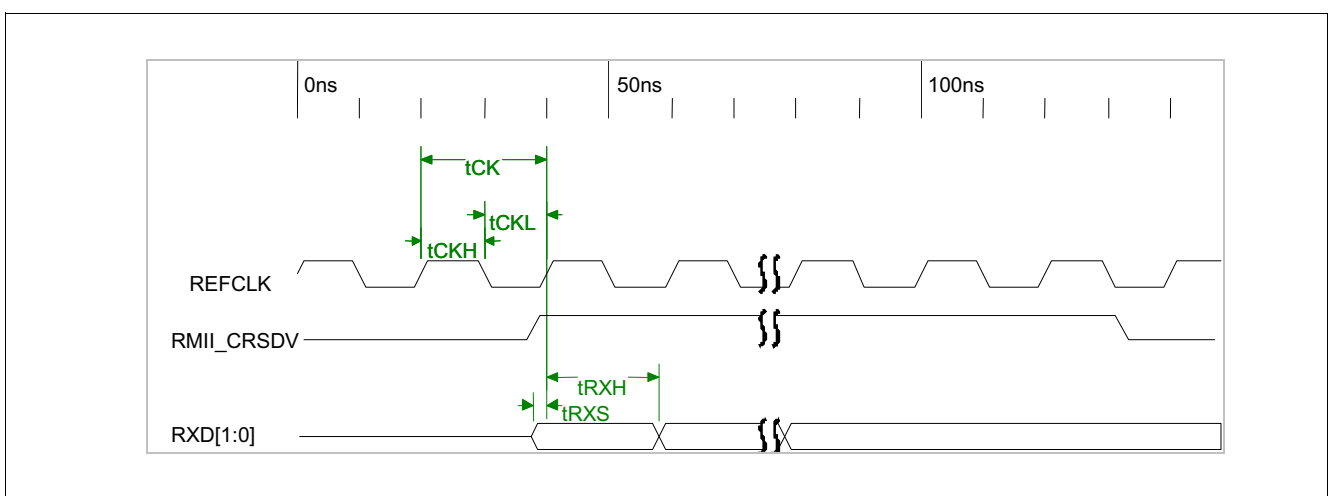 0ns
50ns
100ns
tCK
tCKL
tCKH
REFCLK
RMII_CRSDV
tRXH
tRXS
RXD[1:0]